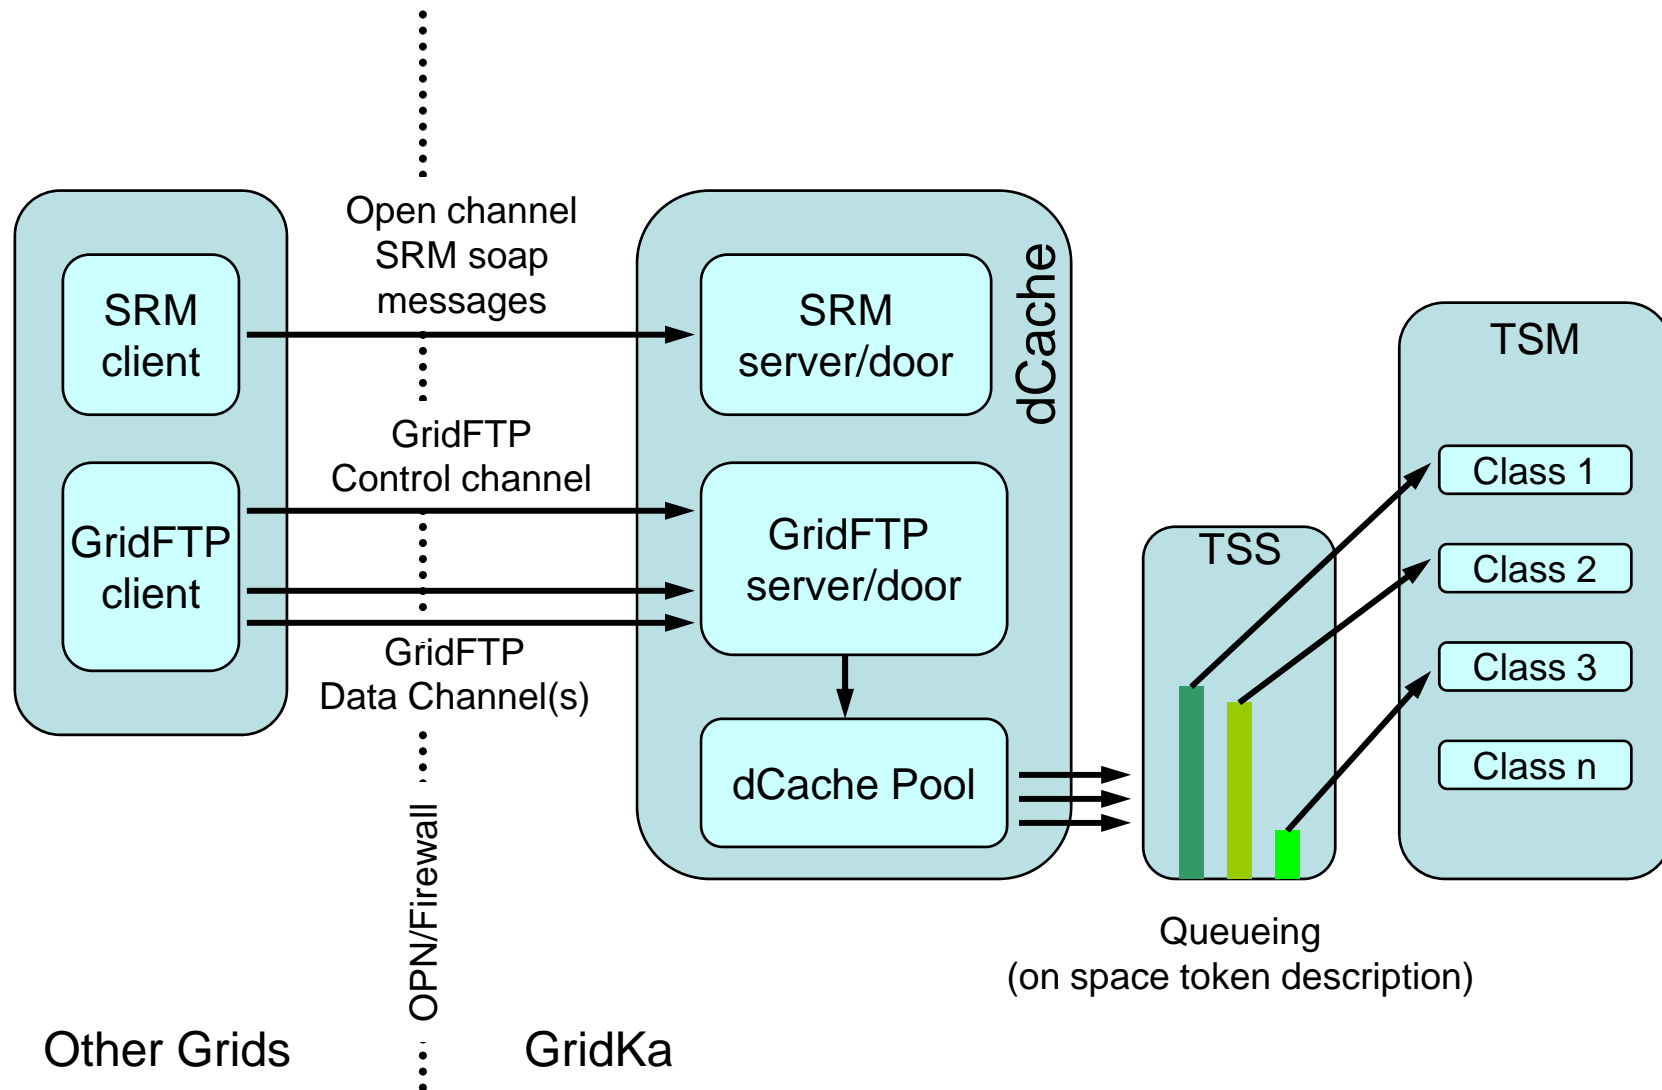 Open channel
SRM soap
messages
SRM
client
SRM
server/door
dCache
GridFTP
Control channel
GridFTP
client
GridFTP
server/door
GridFTP
Data Channel(s)
dCache Pool
TSS
TSM
Class 1
Class 2
Class 3
Class n
Queueing
(on space token description)
OPN/Firewall
Other Grids
GridKa